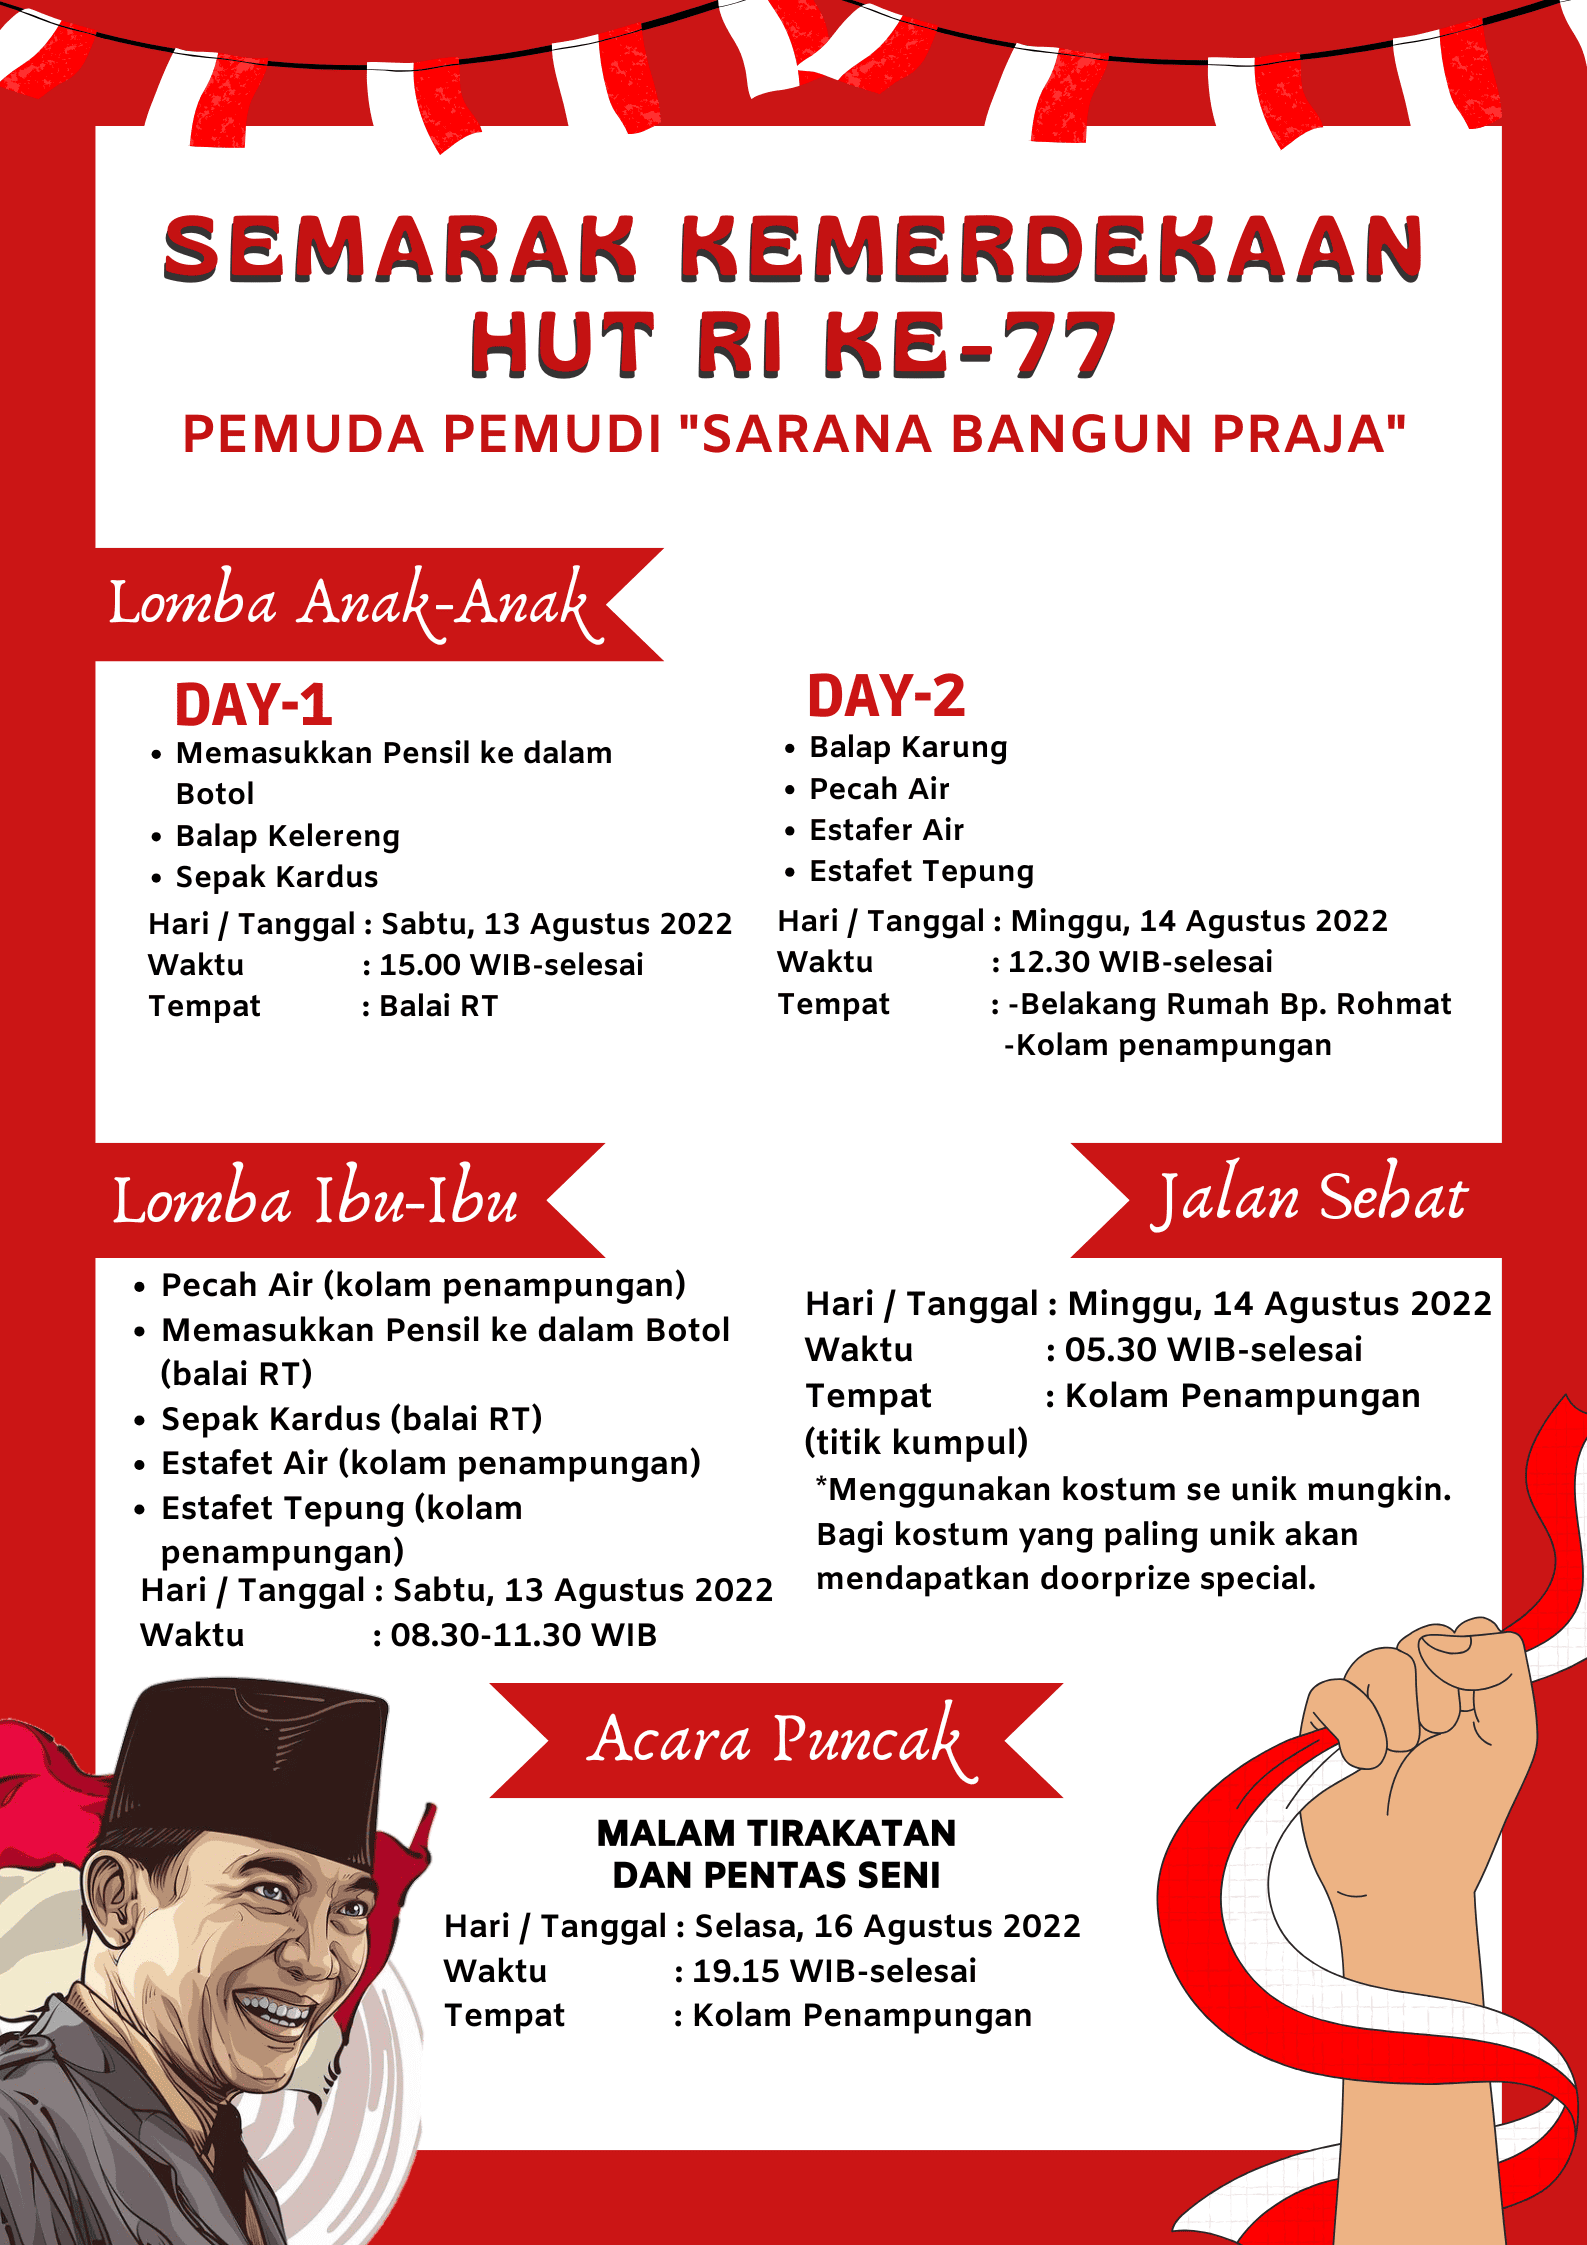 SEMARAK KEMERDEKAAN
HUT RI KE-77
PEMUDA PEMUDI "SARANA BANGUN PRAJA"
Lomba Anak-Anak
DAY-1
• Memasukkan Pensil ke dalam
Botol
• Balap Kelereng
• Sepak Kardus
Hari / Tanggal : Sabtu, 13 Agustus 2022
Waktu : 15.00 WIB-selesai
Tempat : Balai RT
DAY-2
• Balap Karung
• Pecah Air
• Estafer Air
• Estafet Tepung
Hari / Tanggal : Minggu, 14 Agustus 2022
Waktu : 12.30 WIB-selesai
Tempat : -Belakang Rumah Bp. Rohmat
-Kolam penampungan
Lomba Ibu-Ibu
• Pecah Air (kolam penampungan)
• Memasukkan Pensil ke dalam Botol
(balai RT)
• Sepak Kardus (balai RT)
• Estafet Air (kolam penampungan)
• Estafet Tepung (kolam
penampungan)
Hari / Tanggal : Sabtu, 13 Agustus 2022
Waktu : 08.30-11.30 WIB
Jalan Sehat
Hari / Tanggal : Minggu, 14 Agustus 2022
Waktu : 05.30 WIB-selesai
Tempat : Kolam Penampungan
(titik kumpul)
*Menggunakan kostum se unik mungkin.
Bagi kostum yang paling unik akan
mendapatkan doorprize special.
Acara Puncak
MALAM TIRAKATAN
DAN PENTAS SENI
Hari / Tanggal : Selasa, 16 Agustus 2022
Waktu : 19.15 WIB-selesai
Tempat : Kolam Penampungan